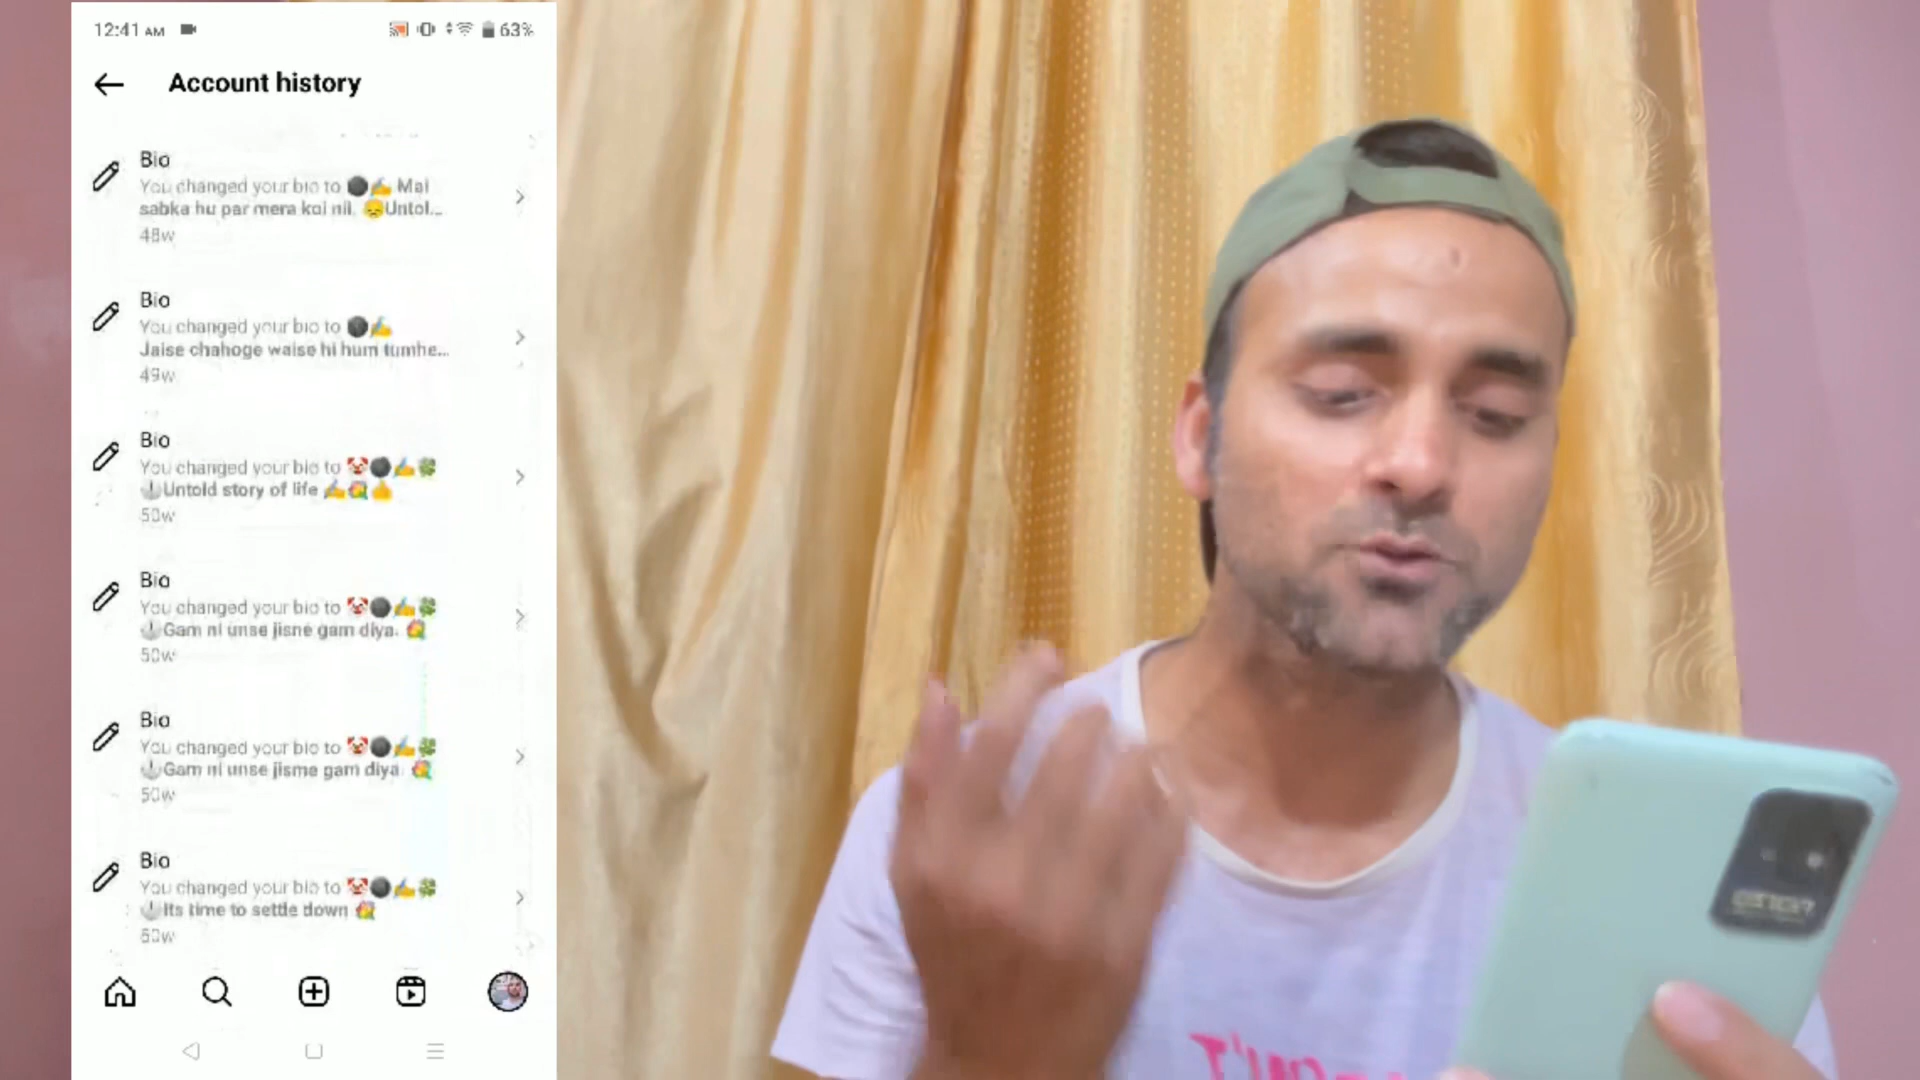 12:41 AM
63%
Account history
Bio
You changed your bio to ⚫✍️ Mai
sabka hu par mera koi nii. 😞Untol...
48w
Bio
You changed your bio to ⚫✍️
Jaise chahoge waise hi hum tumhe...
49w
Bio
You changed your bio to 🤡⚫✍️🍀
Untold story of life ✍️💐👍
50w
Bio
You changed your bio to 🤡⚫✍️🍀
Gam ni unse jisne gam diya. 💐
50w
Bio
You changed your bio to 🤡⚫✍️🍀
Gam ni unse jisme gam diya. 💐
50w
Bio
You changed your bio to 🤡⚫✍️🍀
Its time to settle down 💐
50w